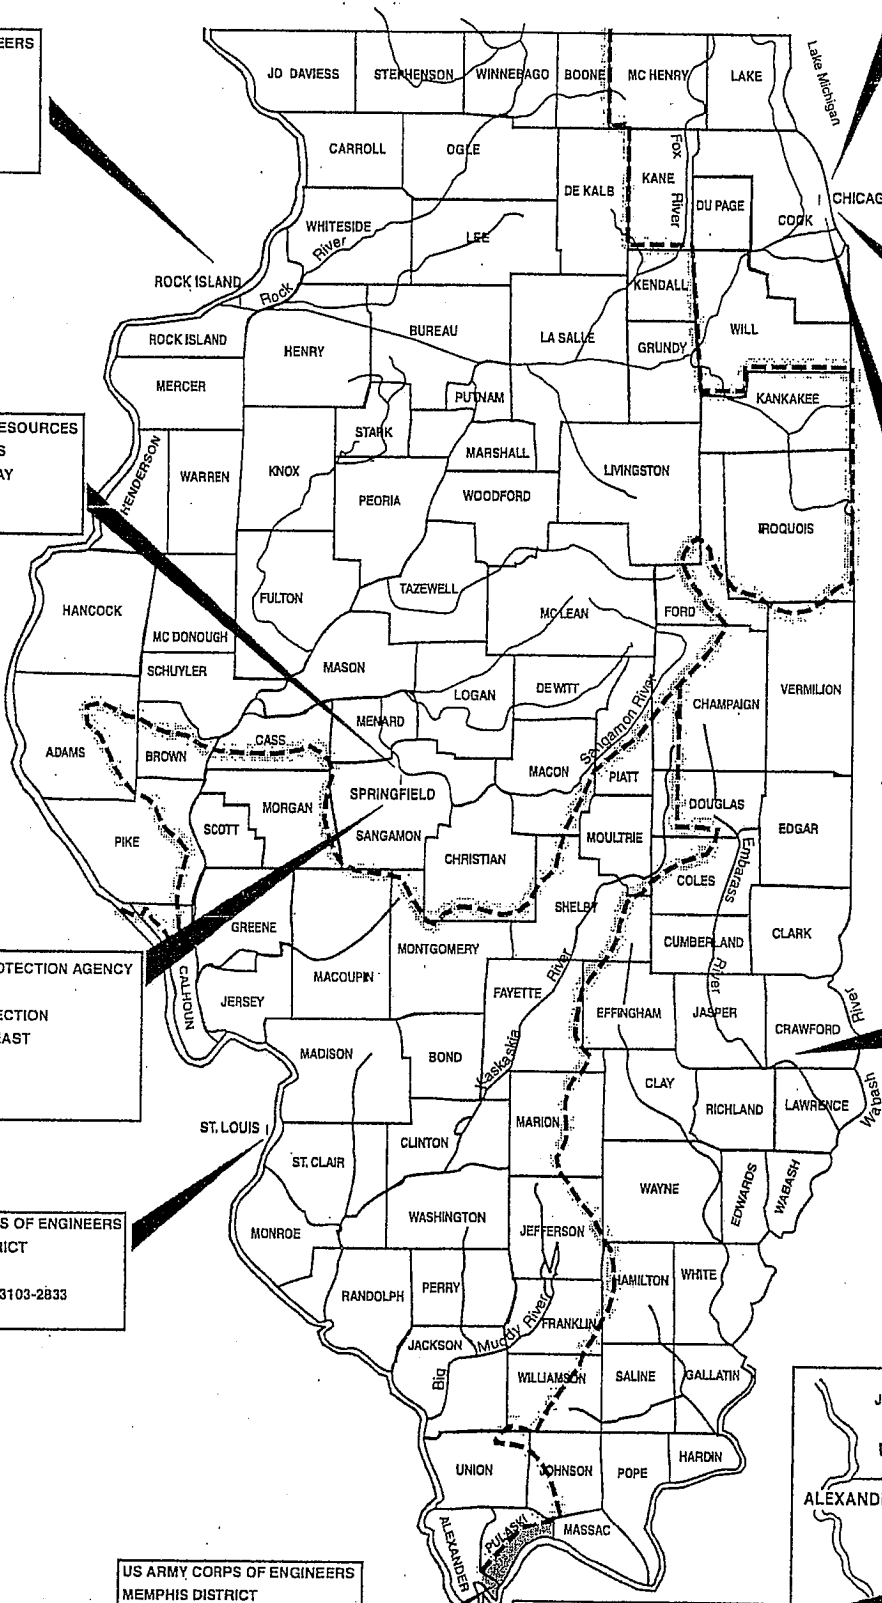 EERS
JO DAVIESS
STEPHENSON
WINNEBAGO
BOONE
MC HENRY
LAKE
Lake Michigan
CARROLL
OGLE
DE KALB
KANE
Fox
River
DU PAGE
COOK
CHICAG
WHITESIDE
River
LEE
ROCK ISLAND
Rock
KENDALL
ROCK ISLAND
HENRY
BUREAU
LA SALLE
GRUNDY
WILL
MERCER
PUTNAM
KANKAKEE
ESOURCES
S
AY
STARK
HENDERSON
WARREN
KNOX
MARSHALL
LIVINGSTON
PEORIA
WOODFORD
IROQUOIS
HANCOCK
FULTON
TAZEWELL
MC LEAN
FORD
MC DONOUGH
SCHUYLER
MASON
LOGAN
DEWITT
Sangamon River
CHAMPAIGN
VERMILION
ADAMS
BROWN
CASS
MENARD
MACON
PIATT
SPRINGFIELD
DOUGLAS
PIKE
SCOTT
MORGAN
SANGAMON
CHRISTIAN
MOULTRIE
EDGAR
Embarass
River
COLES
SHELBY
GREENE
MONTGOMERY
CUMBERLAND
CLARK
OTECTION AGENCY
ECTION
EAST
CALHOUN
JERSEY
MACOUPIN
FAYETTE
River
EFFINGHAM
JASPER
CRAWFORD
River
MADISON
BOND
Kaskaskia
CLAY
RICHLAND
LAWRENCE
Wabash
ST. LOUIS
ST. CLAIR
CLINTON
MARION
WAYNE
EDWARDS
WABASH
S OF ENGINEERS
RICT
3103-2833
MONROE
WASHINGTON
JEFFERSON
RANDOLPH
PERRY
HAMILTON
WHITE
JACKSON
Big
Muddy River
FRANKLIN
WILLIAMSON
SALINE
GALLATIN
J
UNION
JOHNSON
POPE
HARDIN
ALEXANDE
ALEXANDER
PULASKI
MASSAC
US ARMY CORPS OF ENGINEERS
MEMPHIS DISTRICT